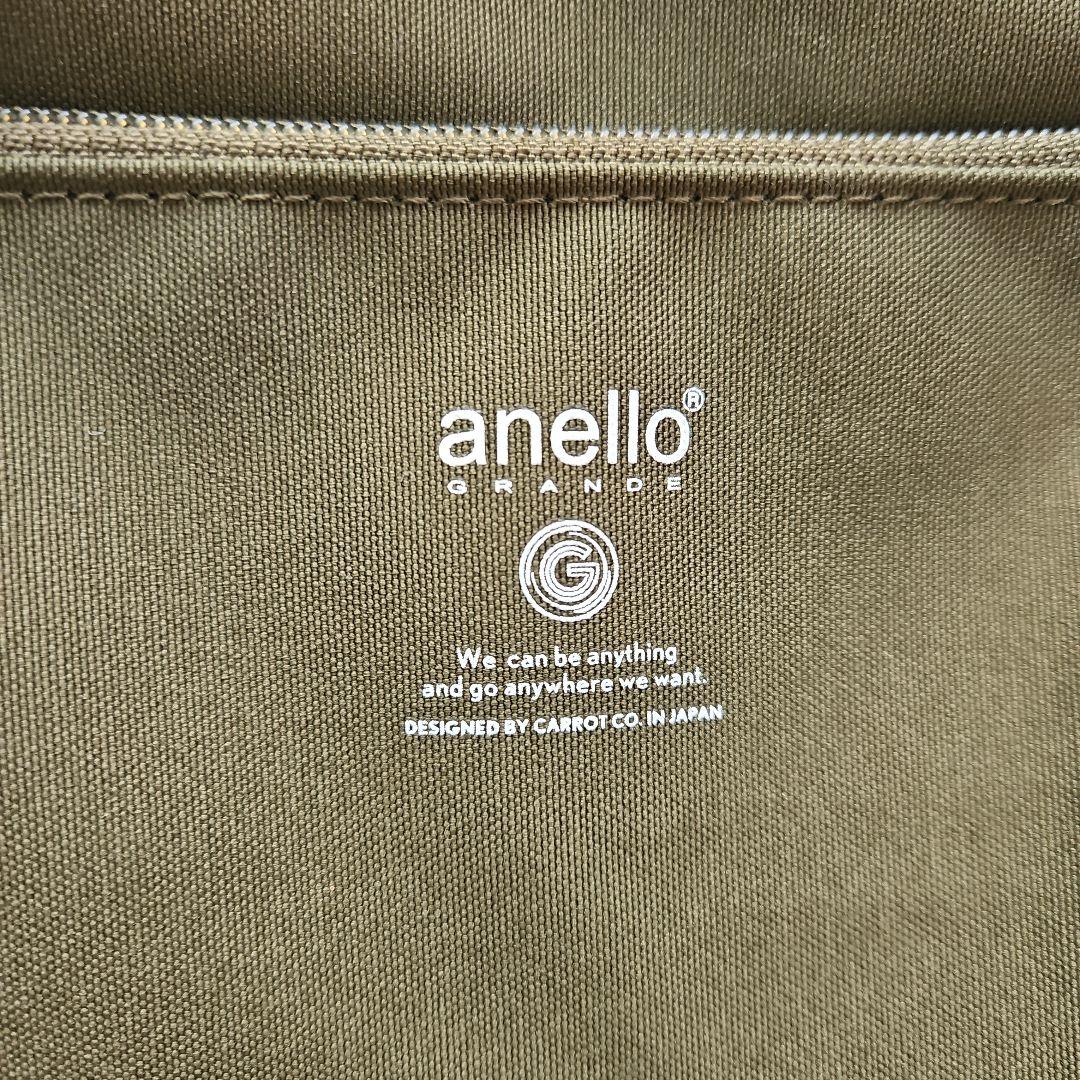 anello®
GRANDE
G
We can be anything
and go anywhere we want.
DESIGNED BY CARROT CO. IN JAPAN